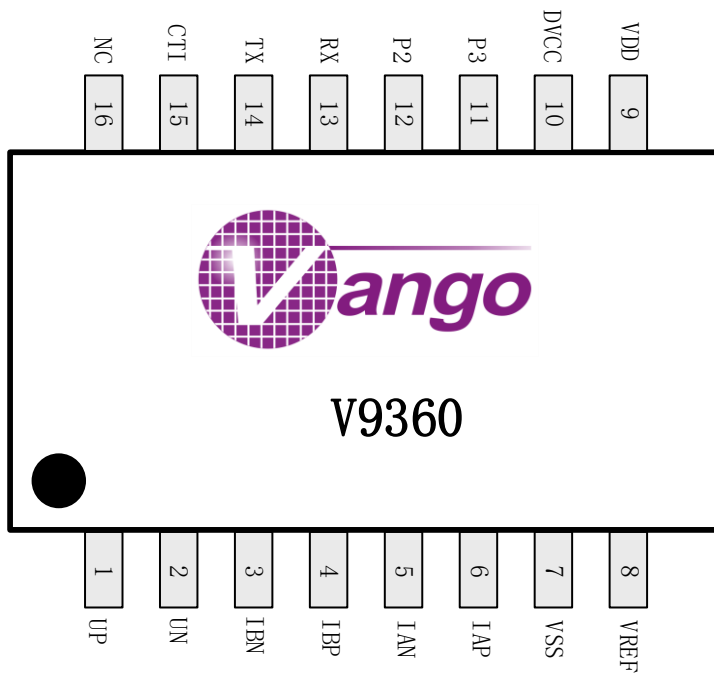 NC CTI TX RX P2 P3 DVCC VDD
16 15 14 13 12 11 10 9
Vango
V9360
1 2 3 4 5 6 7 8
UP UN IBN IBP IAN IAP VSS VREF